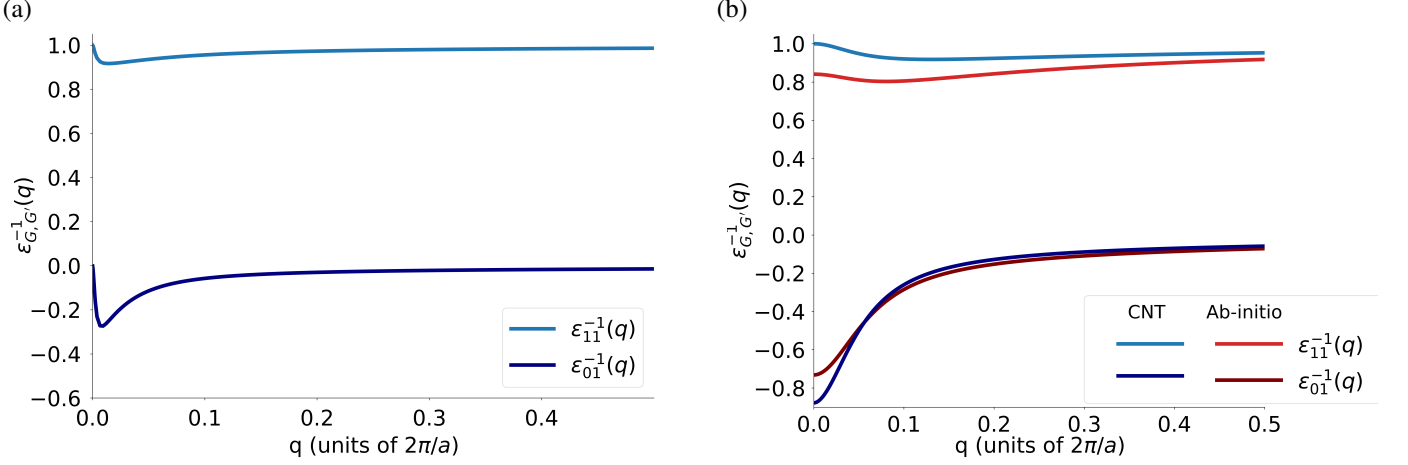 (a)
1.0
0.8
0.6
0.4
0.2
0.0
−0.2
−0.4
−0.6
ε⁻¹G,G′(q)
0.0 0.1 0.2 0.3 0.4
q (units of 2π/a)
ε⁻¹₁₁(q)
ε⁻¹₀₁(q)
(b)
1.0
0.8
0.6
0.4
0.2
0.0
−0.2
−0.4
−0.6
−0.8
ε⁻¹G,G′(q)
0.0 0.1 0.2 0.3 0.4 0.5
q (units of 2π/a)
CNT Ab-initio
ε⁻¹₁₁(q)
ε⁻¹₀₁(q)